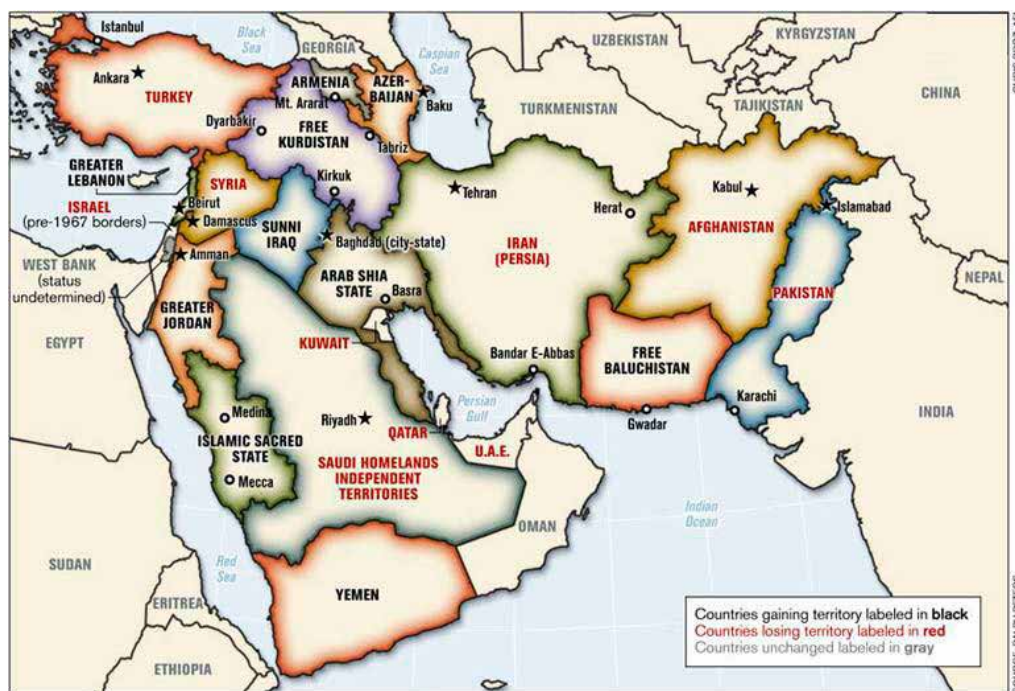 Istanbul
Black
Sea
GEORGIA
Caspian
Sea
UZBEKISTAN
KYRGYZSTAN
Ankara
TURKEY
ARMENIA
Mt. Ararat
AZER-
BAIJAN
Baku
TURKMENISTAN
TAJIKISTAN
CHINA
Dyarbakir
FREE
KURDISTAN
Tabriz
GREATER
LEBANON
SYRIA
Kirkuk
Tehran
Kabul
Islamabad
ISRAEL
(pre-1967 borders)
Beirut
Damascus
SUNNI
IRAQ
Baghdad (city-state)
Herat
IRAN
(PERSIA)
AFGHANISTAN
WEST BANK
(status
undetermined)
Amman
ARAB SHIA
STATE
Basra
PAKISTAN
NEPAL
GREATER
JORDAN
EGYPT
KUWAIT
Bandar E-Abbas
FREE
BALUCHISTAN
Karachi
INDIA
Medina
ISLAMIC SACRED
STATE
Mecca
Riyadh
Persian
Gulf
QATAR
U.A.E.
Gwadar
SAUDI HOMELANDS
INDEPENDENT
TERRITORIES
OMAN
Indian
Ocean
SUDAN
Red
Sea
YEMEN
ERITREA
ETHIOPIA
Countries gaining territory labeled in black
Countries losing territory labeled in red
Countries unchanged labeled in gray